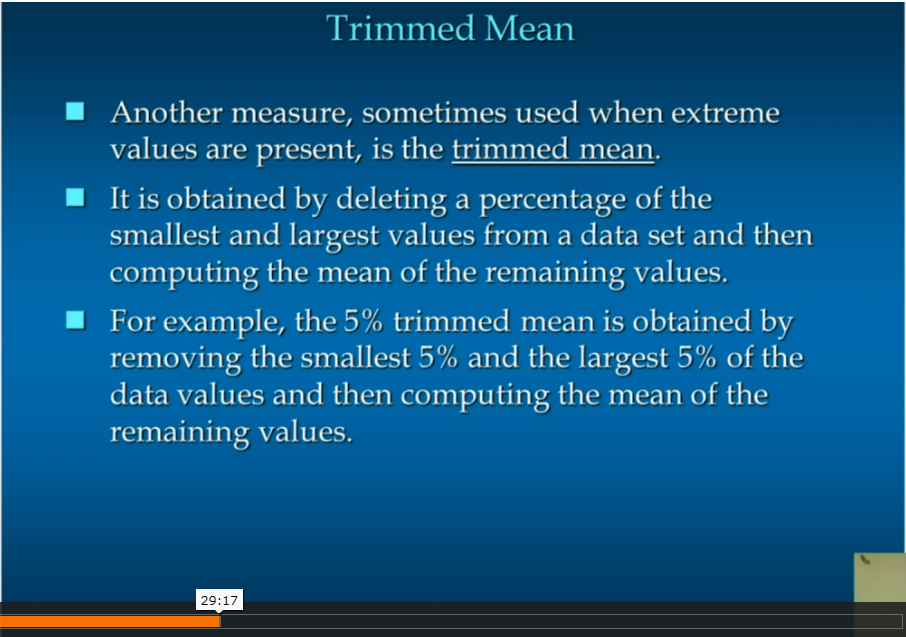 Trimmed Mean
Another measure, sometimes used when extreme
values are present, is the trimmed mean.
It is obtained by deleting a percentage of the
smallest and largest values from a data set and then
computing the mean of the remaining values.
For example, the 5% trimmed mean is obtained by
removing the smallest 5% and the largest 5% of the
data values and then computing the mean of the
remaining values.
29:17